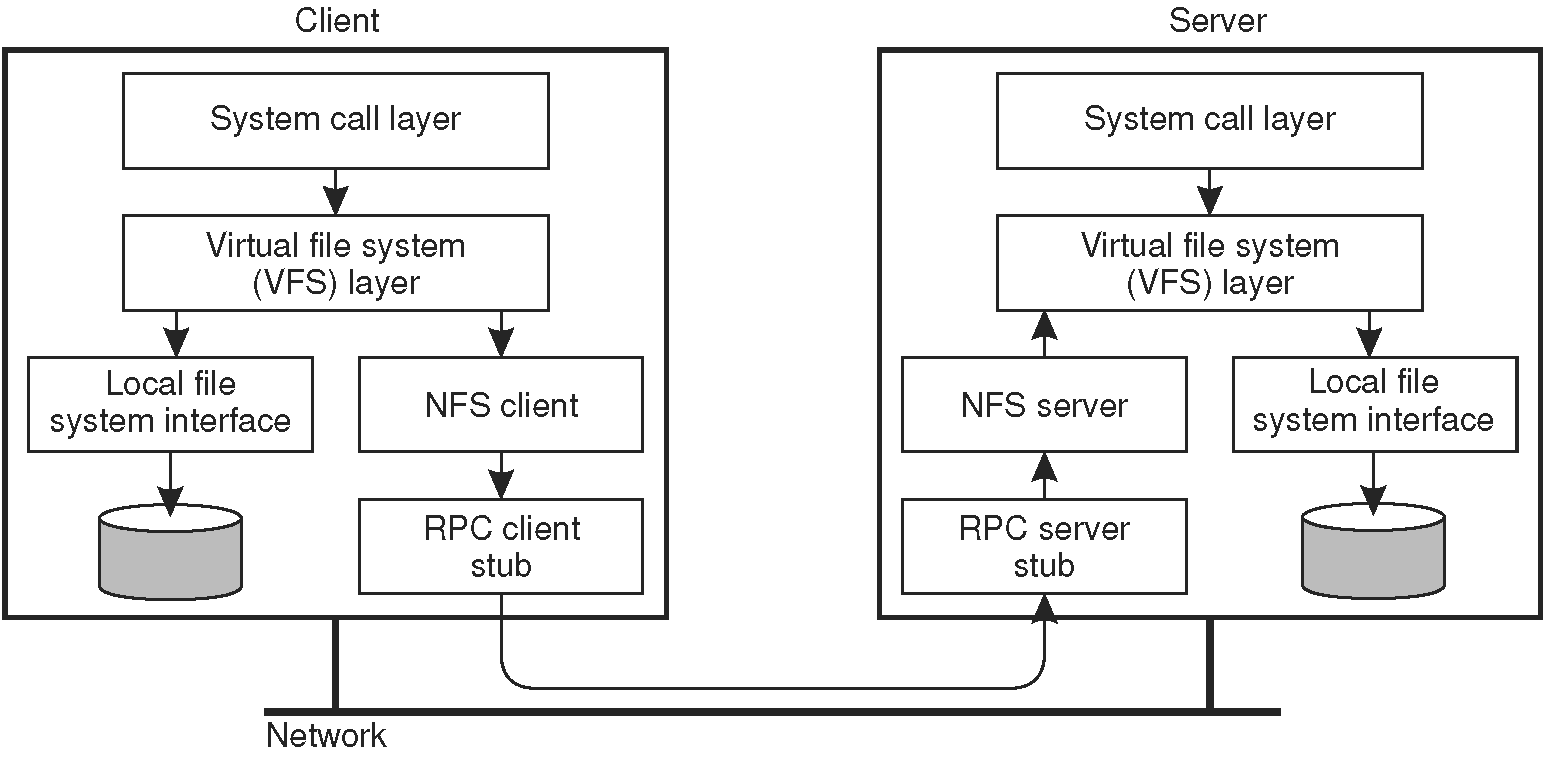 Client
System call layer
Virtual file system
(VFS) layer
Local file
system interface
NFS client
RPC client
stub
Server
System call layer
Virtual file system
(VFS) layer
NFS server
Local file
system interface
RPC server
stub
Network